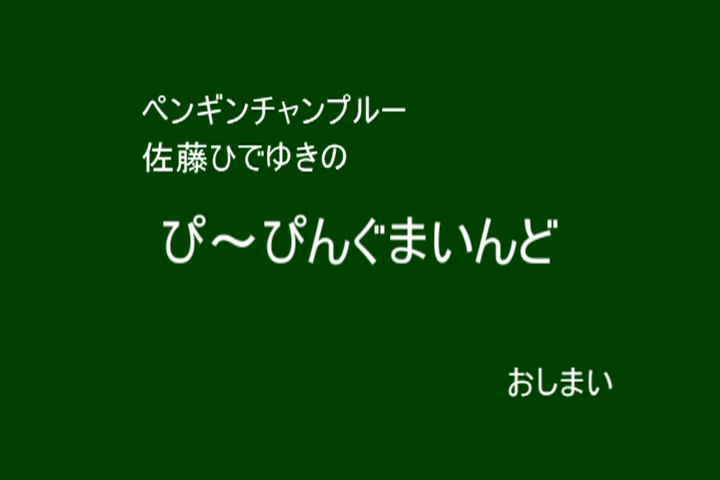 ペンギンチャンプルー
佐藤ひでゆきの
ぴ～ぴんぐまいんど
おしまい